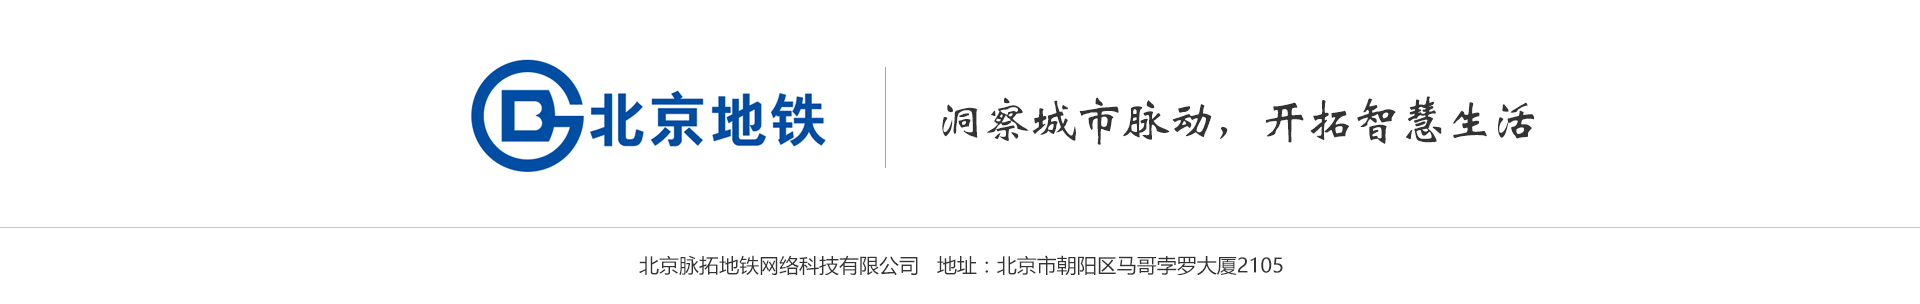 北京地铁
洞察城市脉动，开拓智慧生活
北京脉拓地铁网络科技有限公司 地址：北京市朝阳区马哥孛罗大厦2105